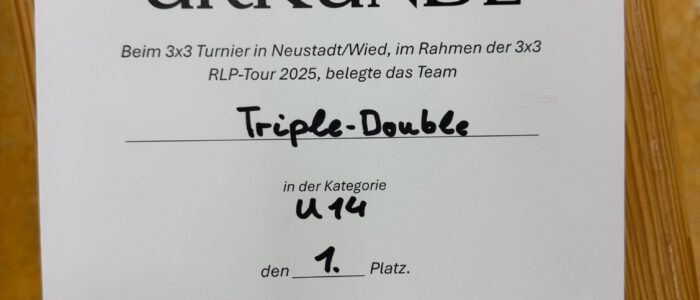 URKUNDE
Beim 3x3 Turnier in Neustadt/Wied, im Rahmen der 3x3
RLP-Tour 2025, belegte das Team
Triple-Double
in der Kategorie
U14
den 1. Platz.